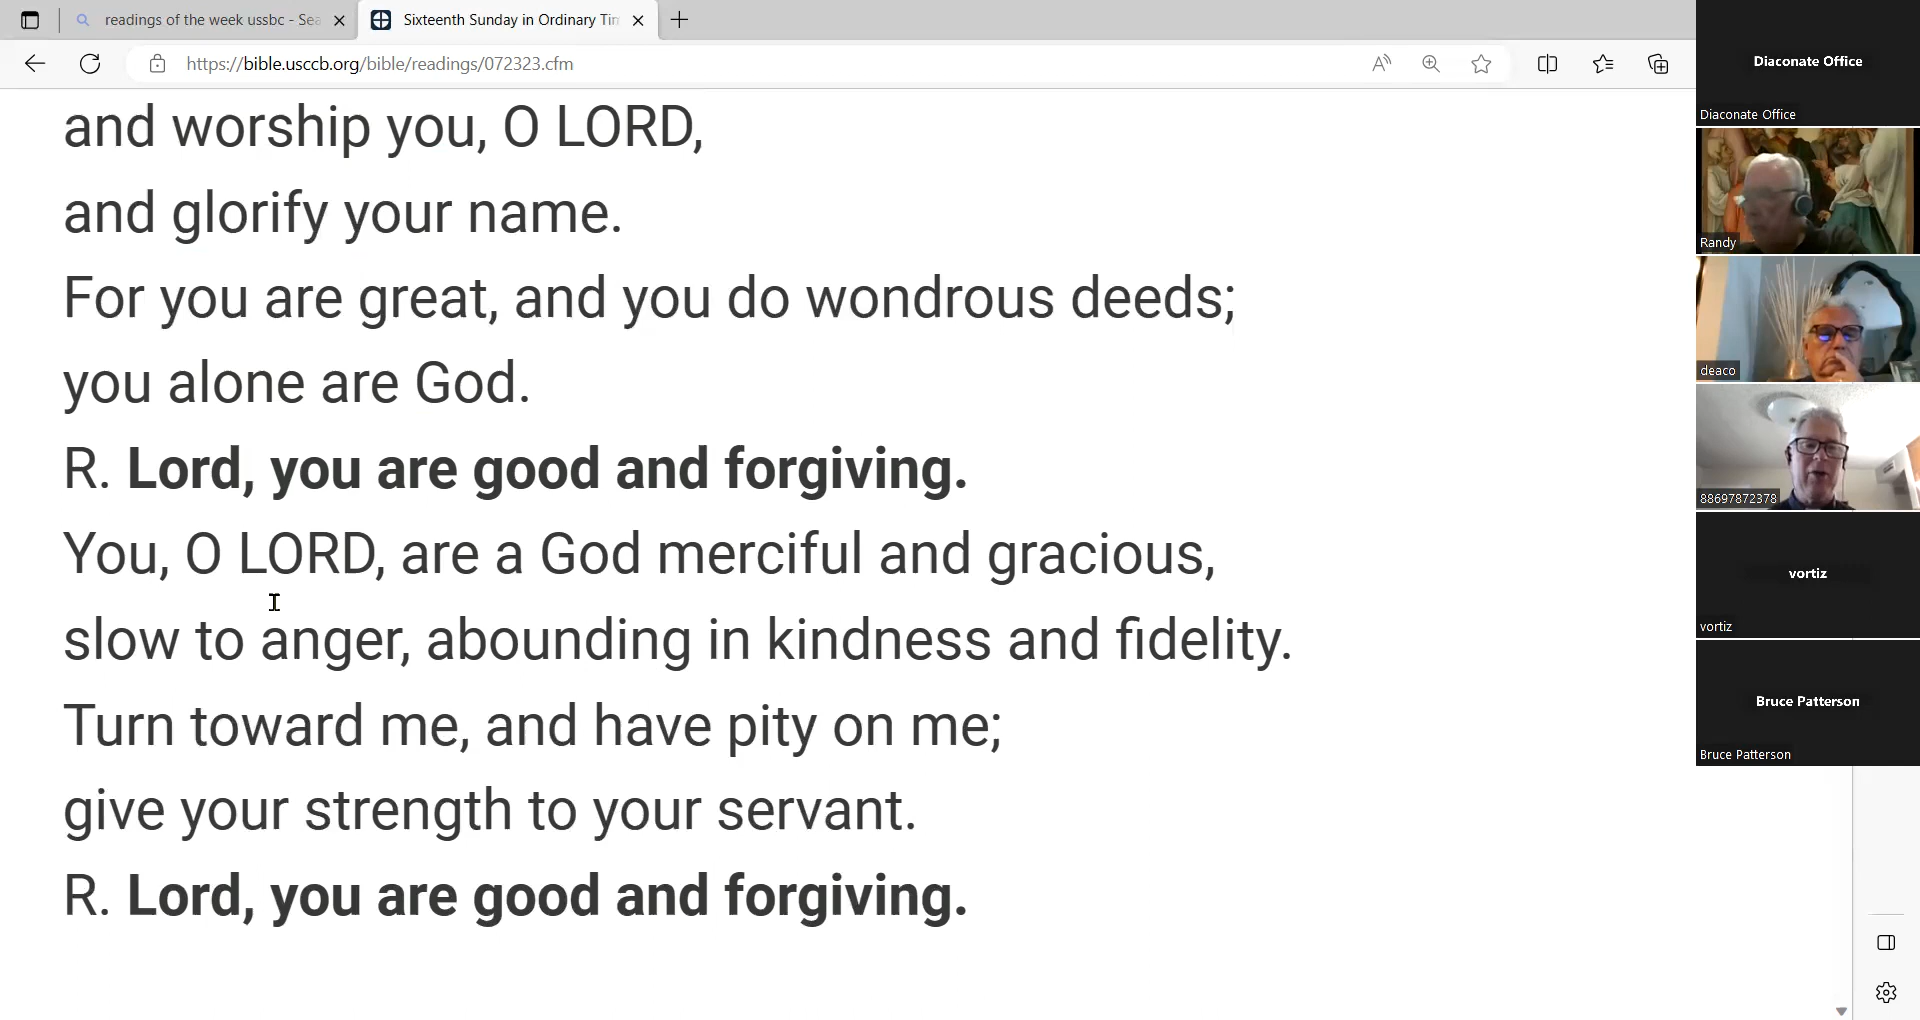 readings of the week ussbc - Sea
Sixteenth Sunday in Ordinary Tim
https://bible.usccb.org/bible/readings/072323.cfm
and worship you, O LORD,
and glorify your name.
For you are great, and you do wondrous deeds;
you alone are God.
R. Lord, you are good and forgiving.
You, O LORD, are a God merciful and gracious,
slow to anger, abounding in kindness and fidelity.
Turn toward me, and have pity on me;
give your strength to your servant.
R. Lord, you are good and forgiving.
Diaconate Office
Diaconate Office
Randy
deaco
88697872378
vortiz
vortiz
Bruce Patterson
Bruce Patterson